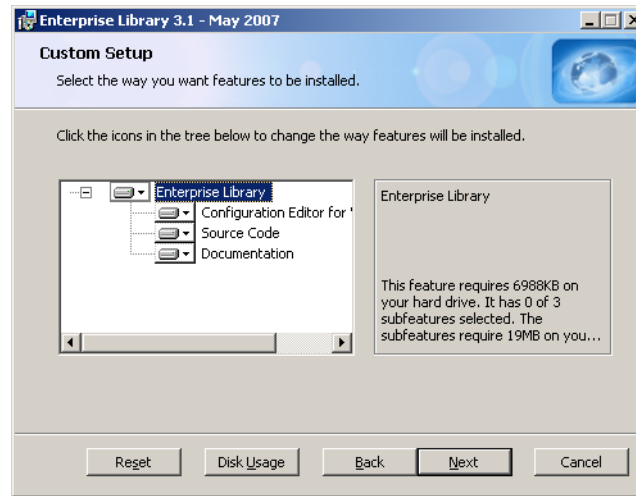 Enterprise Library 3.1 - May 2007
Custom Setup
Select the way you want features to be installed.
Click the icons in the tree below to change the way features will be installed.
Enterprise Library
Configuration Editor for '
Source Code
Documentation
Enterprise Library
This feature requires 6988KB on
your hard drive. It has 0 of 3
subfeatures selected. The
subfeatures require 19MB on you...
Reset
Disk Usage
Back
Next
Cancel